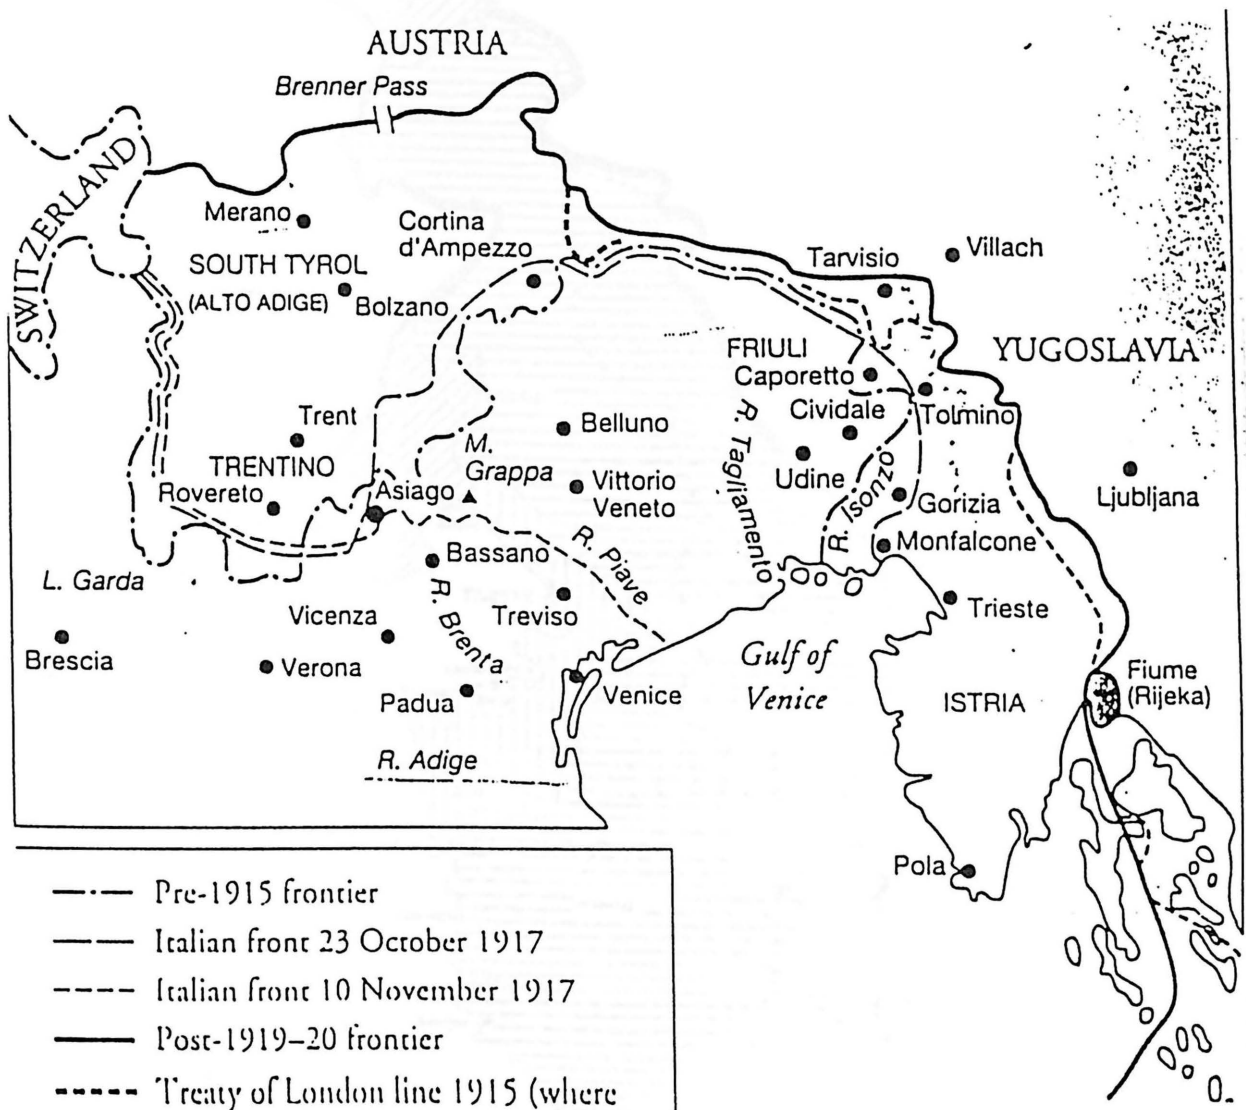 AUSTRIA
Brenner Pass
SWITZERLAND
Merano
Cortina
d'Ampezzo
SOUTH TYROL
(ALTO ADIGE)
Bolzano
Tarvisio
Villach
YUGOSLAVIA
FRIULI
Caporetto
Cividale
Tolmino
Trent
Belluno
R. Tagliamento
M.
Grappa
TRENTINO
Rovereto
Asiago
Vittorio
Veneto
Udine
R. Isonzo
Gorizia
Ljubljana
Monfalcone
Bassano
R. Piave
L. Garda
R. Brenta
Treviso
Vicenza
Trieste
Brescia
Verona
Padua
Venice
Gulf of
Venice
ISTRIA
Fiume
(Rijeka)
R. Adige
Pola
Pre-1915 frontier
Italian front 23 October 1917
Italian front 10 November 1917
Post-1919–20 frontier
Treaty of London line 1915 (where